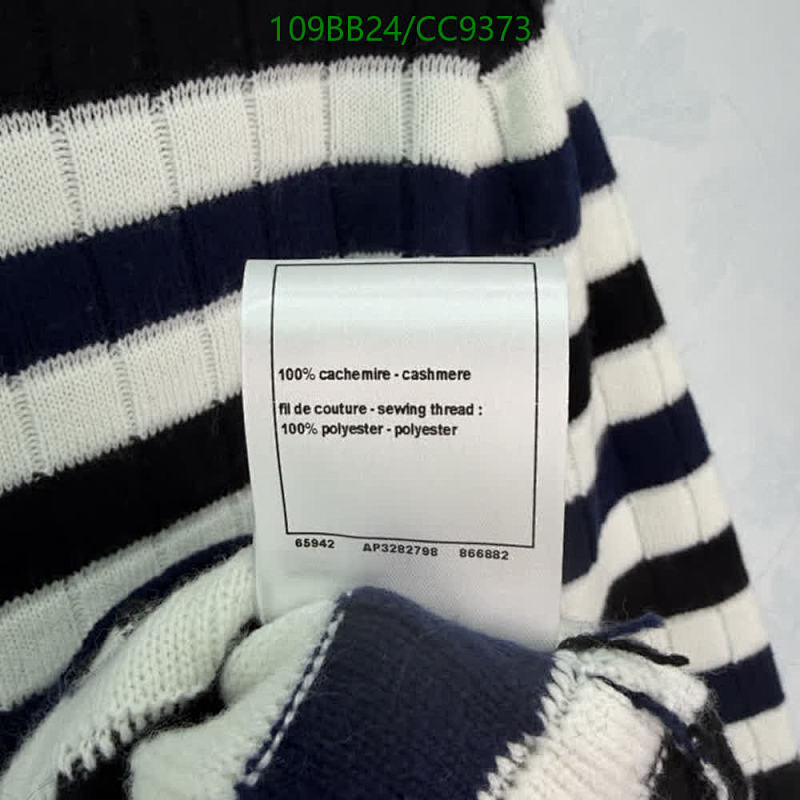 109BB24/CC9373
100% cachemire - cashmere
fil de couture - sewing thread :
100% polyester - polyester
65942 AP3282798 866882